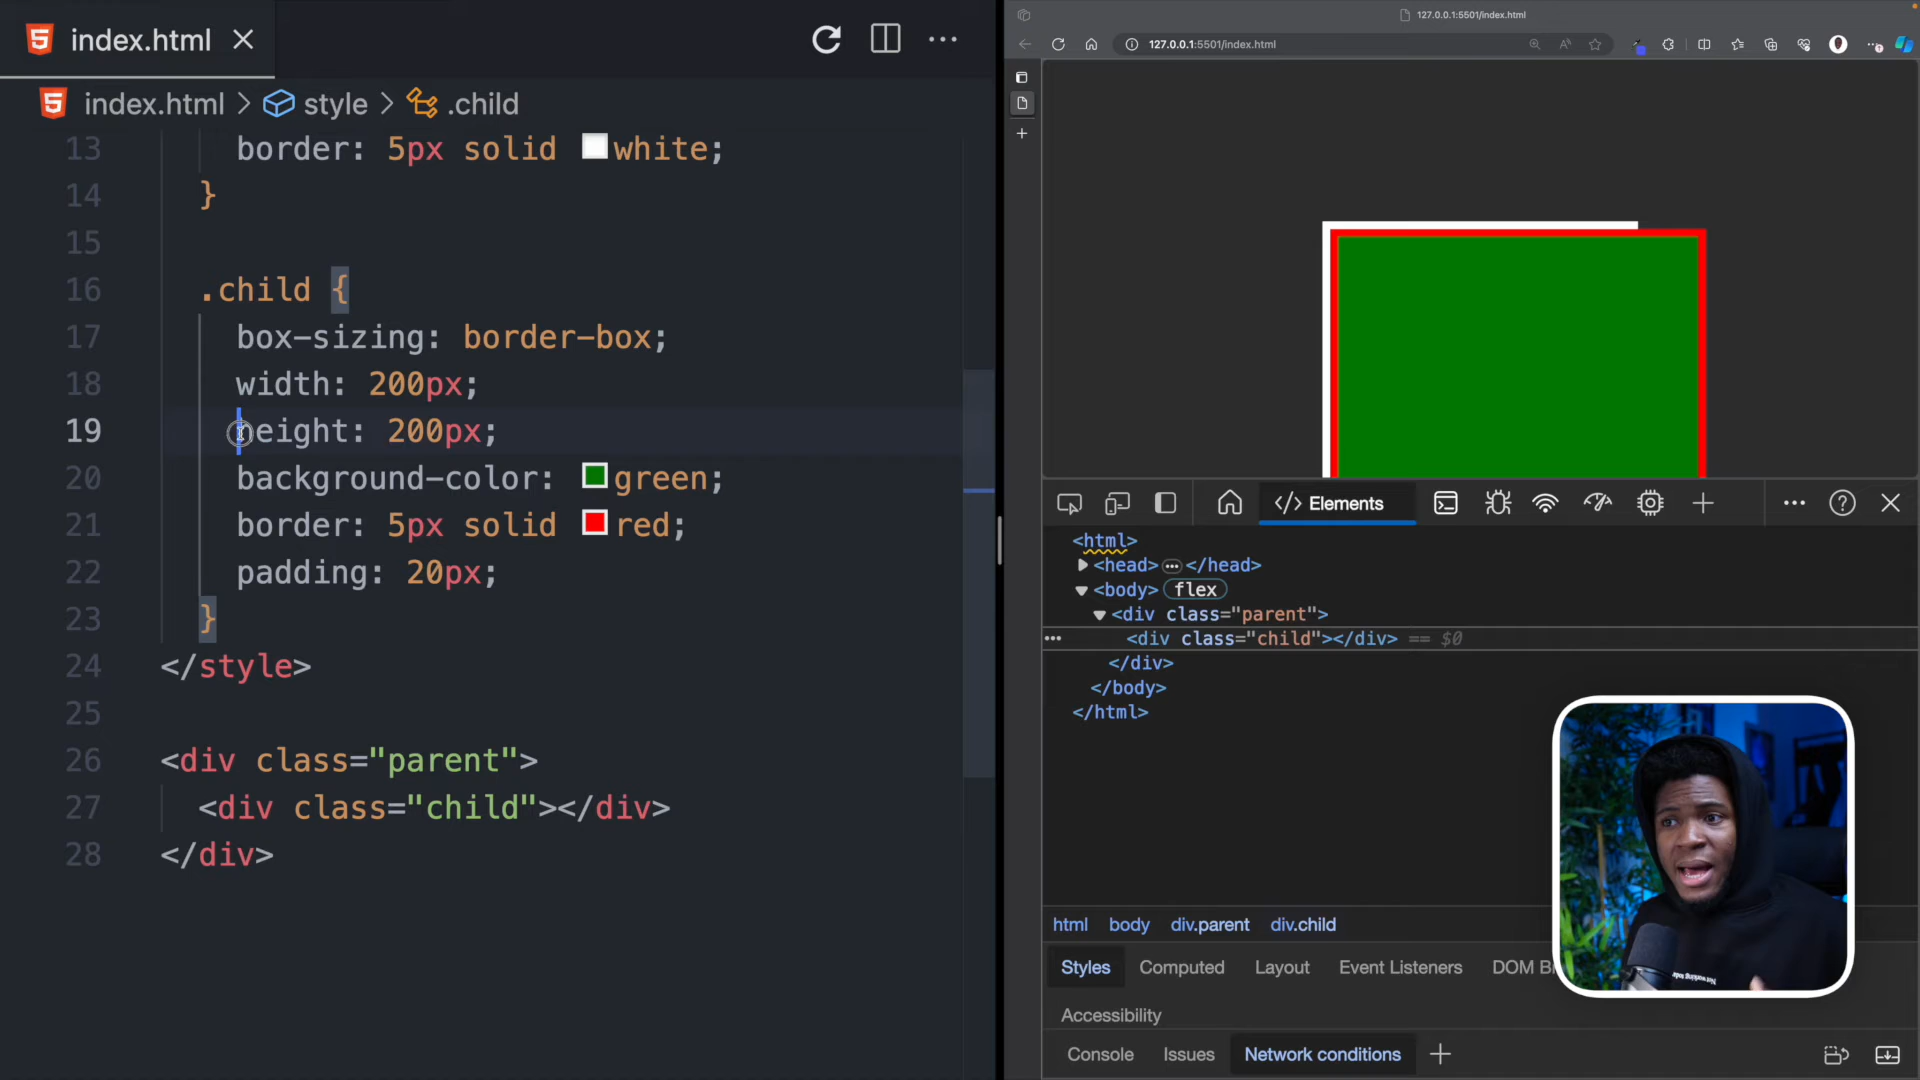 index.html
index.html > style > .child
13 border: 5px solid white;
14 }
15
16 .child {
17 box-sizing: border-box;
18 width: 200px;
19 height: 200px;
20 background-color: green;
21 border: 5px solid red;
22 padding: 20px;
23 }
24 </style>
25
26 <div class="parent">
27 <div class="child"></div>
28 </div>
127.0.0.1:5501/index.html
127.0.0.1:5501/index.html
Elements
<html>
<head> ••• </head>
<body> flex
<div class="parent">
••• <div class="child"></div> == $0
</div>
</body>
</html>
html body div.parent div.child
Styles Computed Layout Event Listeners DOM
Accessibility
Console Issues Network conditions